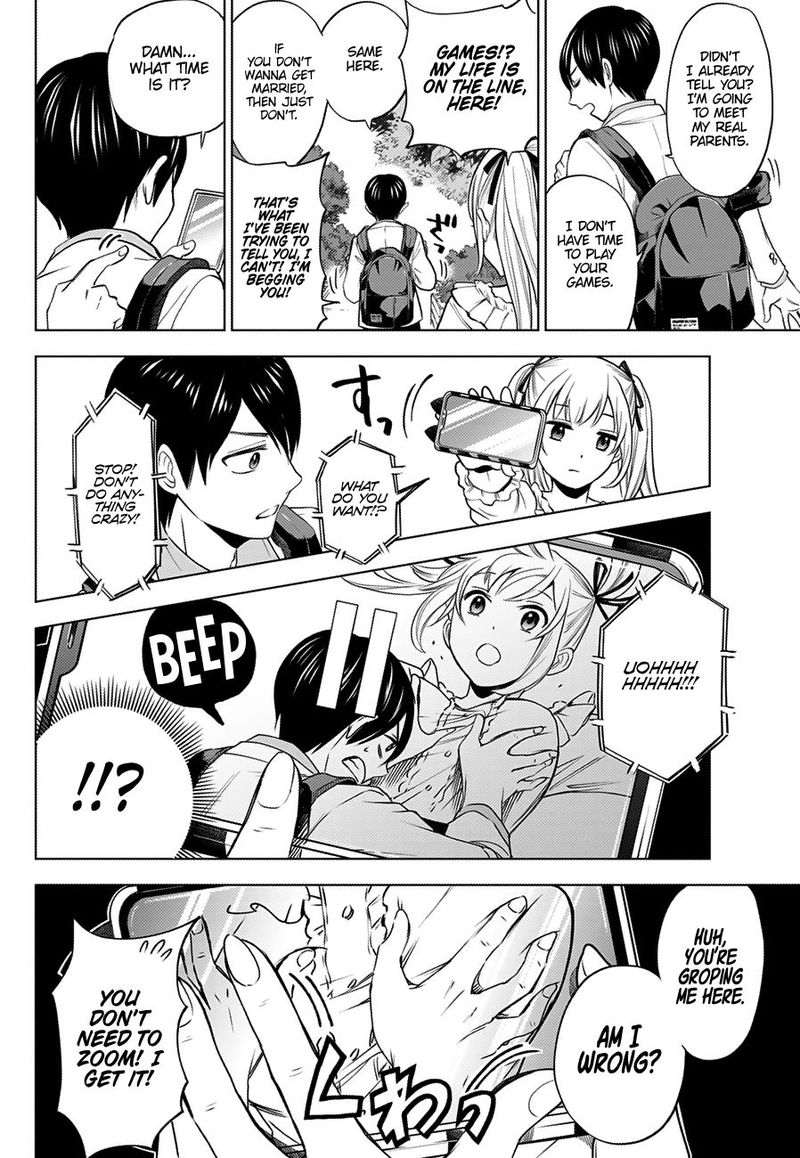 DIDN'T
I ALREADY
TELL YOU?
I'M GOING
TO MEET
MY REAL
PARENTS.
I DON'T
HAVE TIME
TO PLAY
YOUR
GAMES.
GAMES!?
MY LIFE IS
ON THE LINE,
HERE!
SAME
HERE.
IF
YOU DON'T
WANNA GET
MARRIED,
THEN JUST
DON'T.
THAT'S
WHAT
I'VE BEEN
TRYING TO
TELL YOU, I
CAN'T! I'M
BEGGING
YOU!
DAMN...
WHAT TIME
IS IT?
すっ
WHAT
DO YOU
WANT!?
STOP!
DON'T
DO ANY-
THING
CRAZY!
UOHHHH
HHHHH!!!!
BEEP
!!?
HUH,
YOU'RE
GROPING
ME HERE.
AM I
WRONG?
くわっ
YOU
DON'T
NEED TO
ZOOM! I
GET IT!